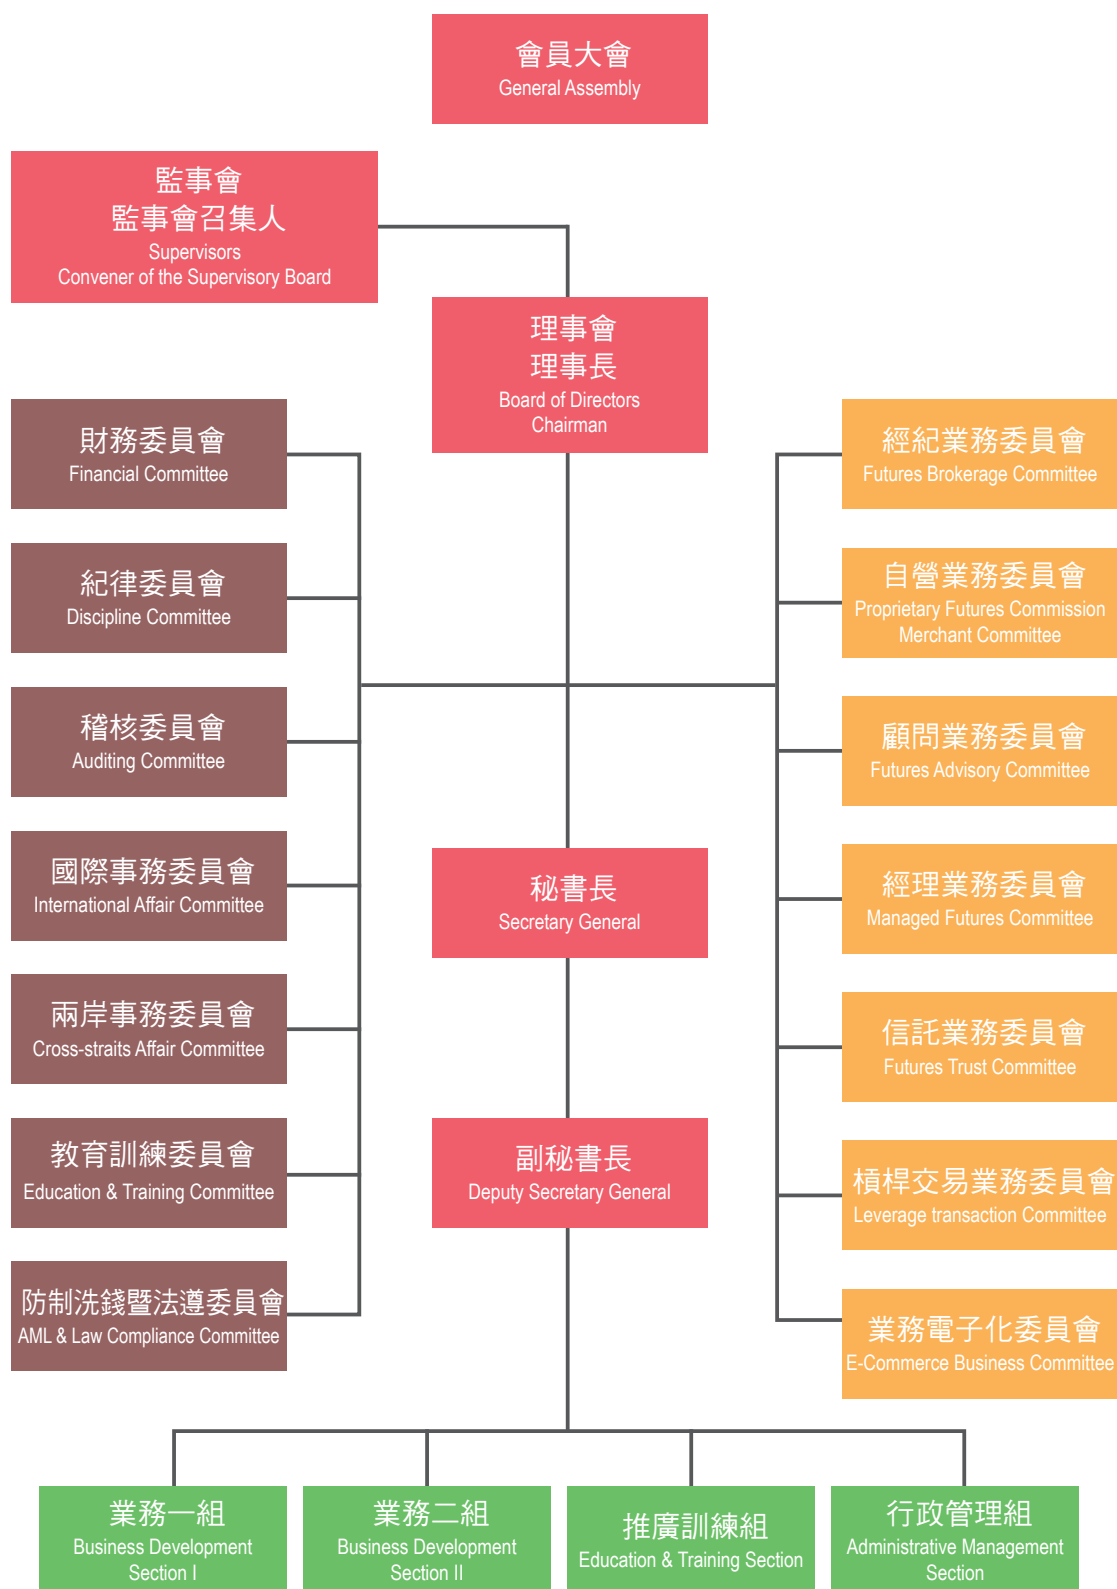 會員大會
General Assembly
監事會
監事會召集人
Supervisors
Convener of the Supervisory Board
理事會
理事長
Board of Directors
Chairman
財務委員會
Financial Committee
紀律委員會
Discipline Committee
稽核委員會
Auditing Committee
國際事務委員會
International Affair Committee
兩岸事務委員會
Cross-straits Affair Committee
教育訓練委員會
Education & Training Committee
防制洗錢暨法遵委員會
AML & Law Compliance Committee
經紀業務委員會
Futures Brokerage Committee
自營業務委員會
Proprietary Futures Commission
Merchant Committee
顧問業務委員會
Futures Advisory Committee
經理業務委員會
Managed Futures Committee
信託業務委員會
Futures Trust Committee
槓桿交易業務委員會
Leverage transaction Committee
業務電子化委員會
E-Commerce Business Committee
秘書長
Secretary General
副秘書長
Deputy Secretary General
業務一組
Business Development
Section I
業務二組
Business Development
Section II
推廣訓練組
Education & Training Section
行政管理組
Administrative Management
Section